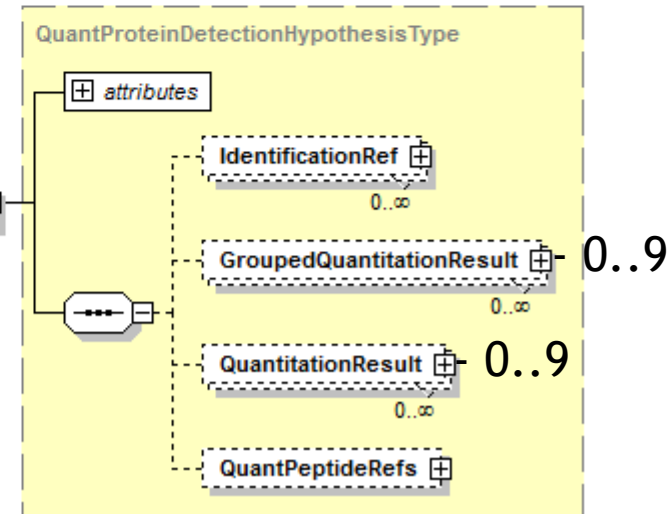 QuantProteinDetectionHypothesisType
attributes
IdentificationRef
0..∞
GroupedQuantitationResult - 0..9
0..∞
QuantitationResult - 0..9
0..∞
QuantPeptideRefs